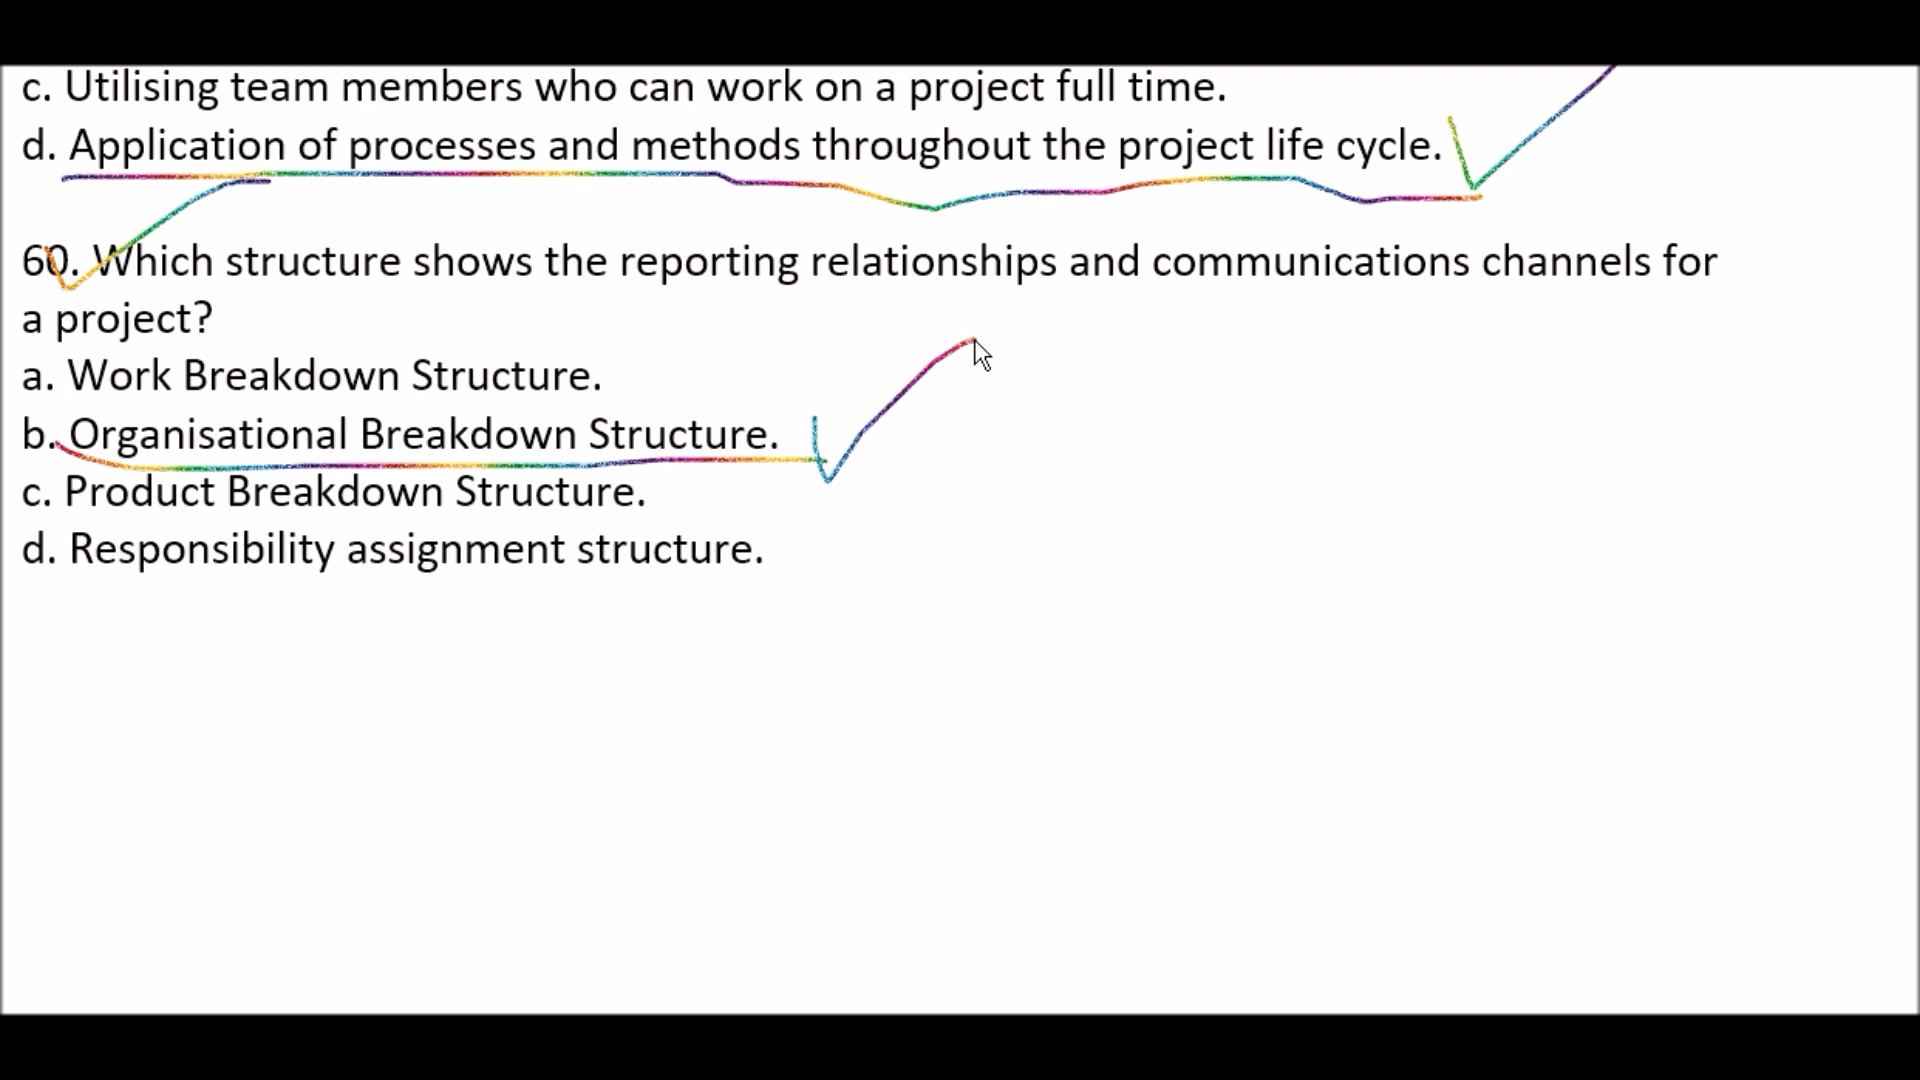 c. Utilising team members who can work on a project full time.
d. Application of processes and methods throughout the project life cycle.
60. Which structure shows the reporting relationships and communications channels for
a project?
a. Work Breakdown Structure.
b. Organisational Breakdown Structure.
c. Product Breakdown Structure.
d. Responsibility assignment structure.